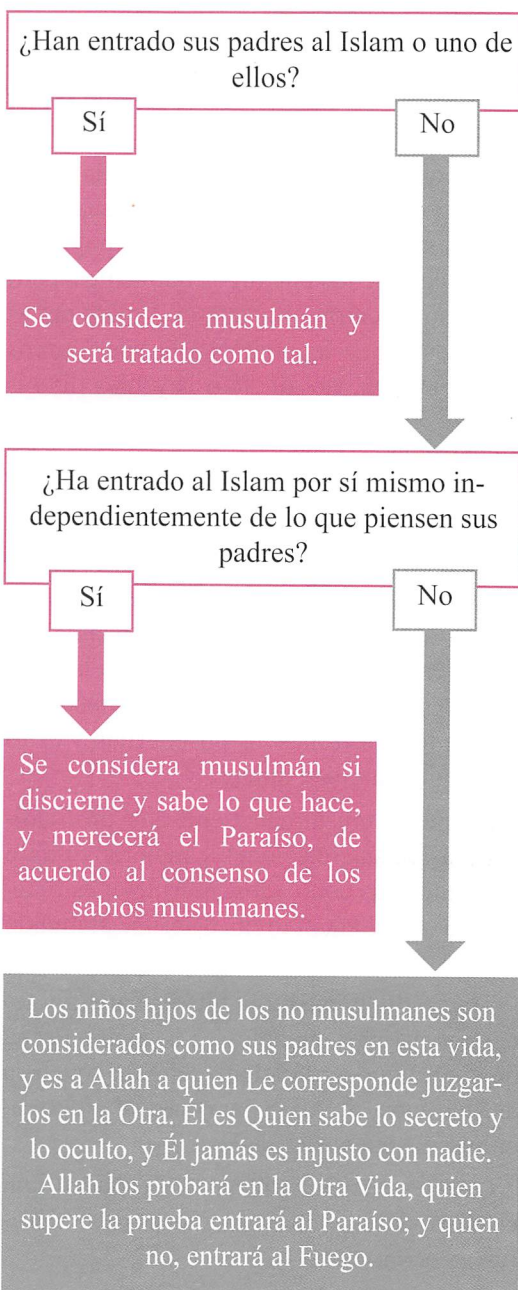 ¿Han entrado sus padres al Islam o uno de
ellos?
Sí
No
Se considera musulmán y
será tratado como tal.
¿Ha entrado al Islam por sí mismo in-
dependientemente de lo que piensen sus
padres?
Sí
No
Se considera musulmán si
discierne y sabe lo que hace,
y merecerá el Paraíso, de
acuerdo al consenso de los
sabios musulmanes.
Los niños hijos de los no musulmanes son
considerados como sus padres en esta vida,
y es a Allah a quien Le corresponde juzgar-
los en la Otra. Él es Quien sabe lo secreto y
lo oculto, y Él jamás es injusto con nadie.
Allah los probará en la Otra Vida, quien
supere la prueba entrará al Paraíso; y quien
no, entrará al Fuego.